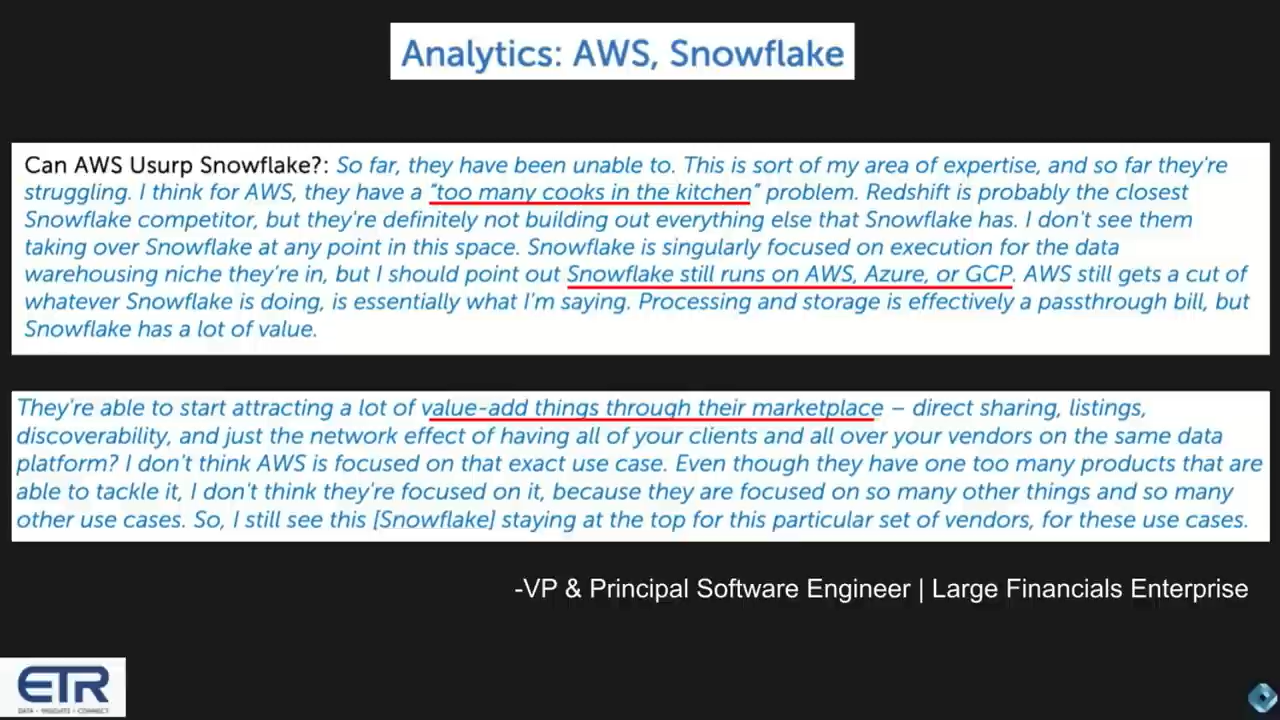 Analytics: AWS, Snowflake
Can AWS Usurp Snowflake?: So far, they have been unable to. This is sort of my area of expertise, and so far they're
struggling. I think for AWS, they have a "too many cooks in the kitchen" problem. Redshift is probably the closest
Snowflake competitor, but they're definitely not building out everything else that Snowflake has. I don't see them
taking over Snowflake at any point in this space. Snowflake is singularly focused on execution for the data
warehousing niche they're in, but I should point out Snowflake still runs on AWS, Azure, or GCP. AWS still gets a cut of
whatever Snowflake is doing, is essentially what I'm saying. Processing and storage is effectively a passthrough bill, but
Snowflake has a lot of value.
They're able to start attracting a lot of value-add things through their marketplace – direct sharing, listings,
discoverability, and just the network effect of having all of your clients and all over your vendors on the same data
platform? I don't think AWS is focused on that exact use case. Even though they have one too many products that are
able to tackle it, I don't think they're focused on it, because they are focused on so many other things and so many
other use cases. So, I still see this [Snowflake] staying at the top for this particular set of vendors, for these use cases.
-VP & Principal Software Engineer | Large Financials Enterprise
ETR
DATA • INSIGHTS • CONNECT